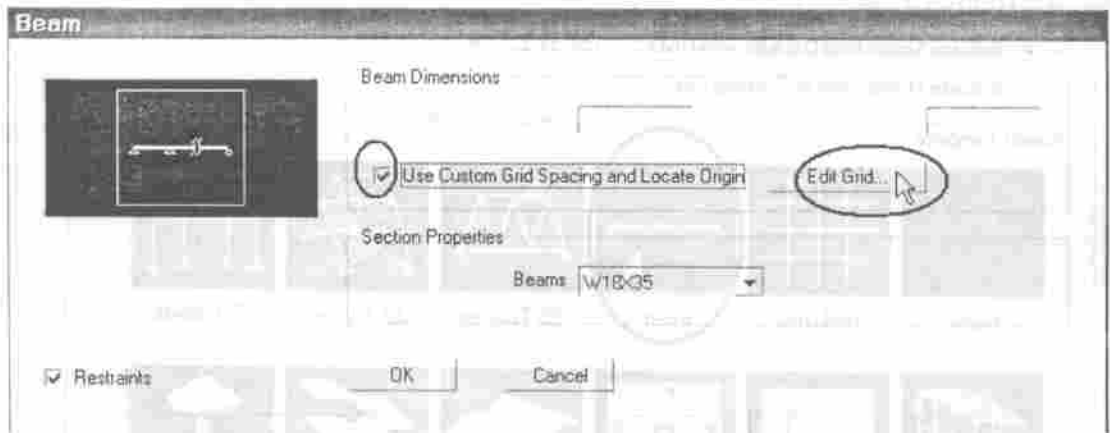 Beam
Beam Dimensions
Use Custom Grid Spacing and Locate Origin
Edit Grid...
Section Properties
Beams W18X35
Restraints
OK
Cancel